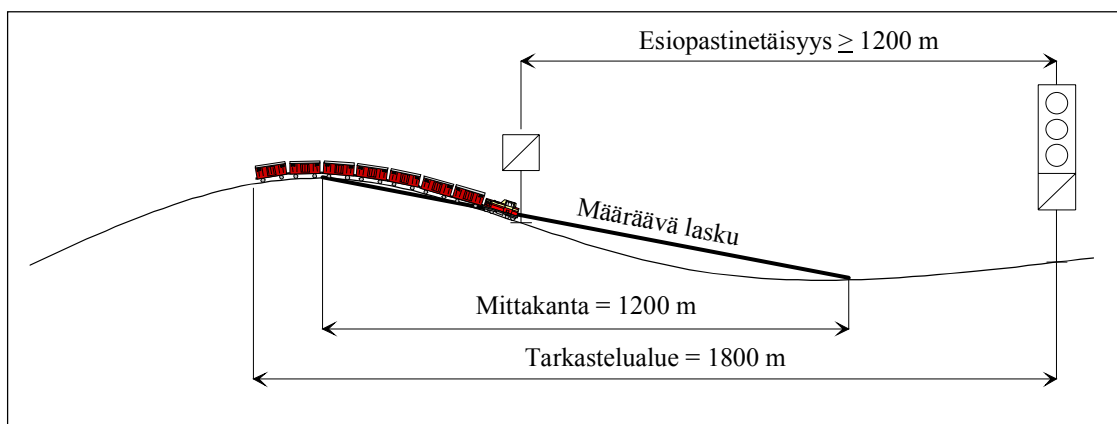 Esiopastinetäisyys ≥ 1200 m
Määräävä lasku
Mittakanta = 1200 m
Tarkastelualue = 1800 m